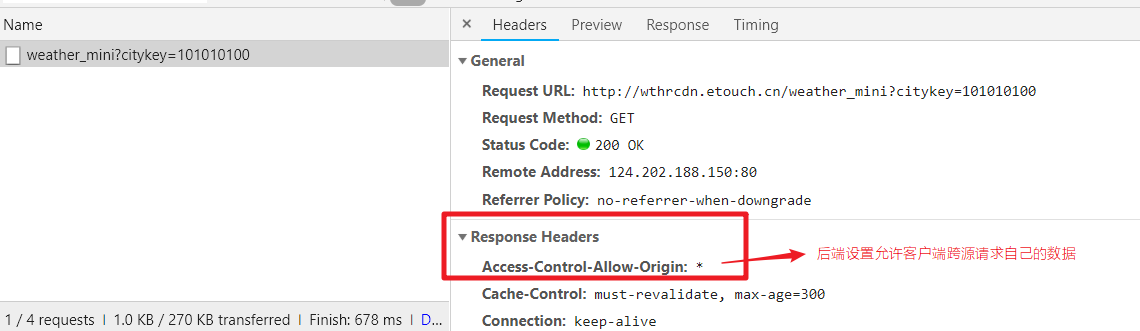 Name
weather_mini?citykey=101010100
1 / 4 requests | 1.0 KB / 270 KB transferred | Finish: 678 ms | D...
× Headers Preview Response Timing
▼ General
Request URL: http://wthrcdn.etouch.cn/weather_mini?citykey=101010100
Request Method: GET
Status Code: 200 OK
Remote Address: 124.202.188.150:80
Referrer Policy: no-referrer-when-downgrade
▼ Response Headers
Access-Control-Allow-Origin: *
后端设置允许客户端跨源请求自己的数据
Cache-Control: must-revalidate, max-age=300
Connection: keep-alive